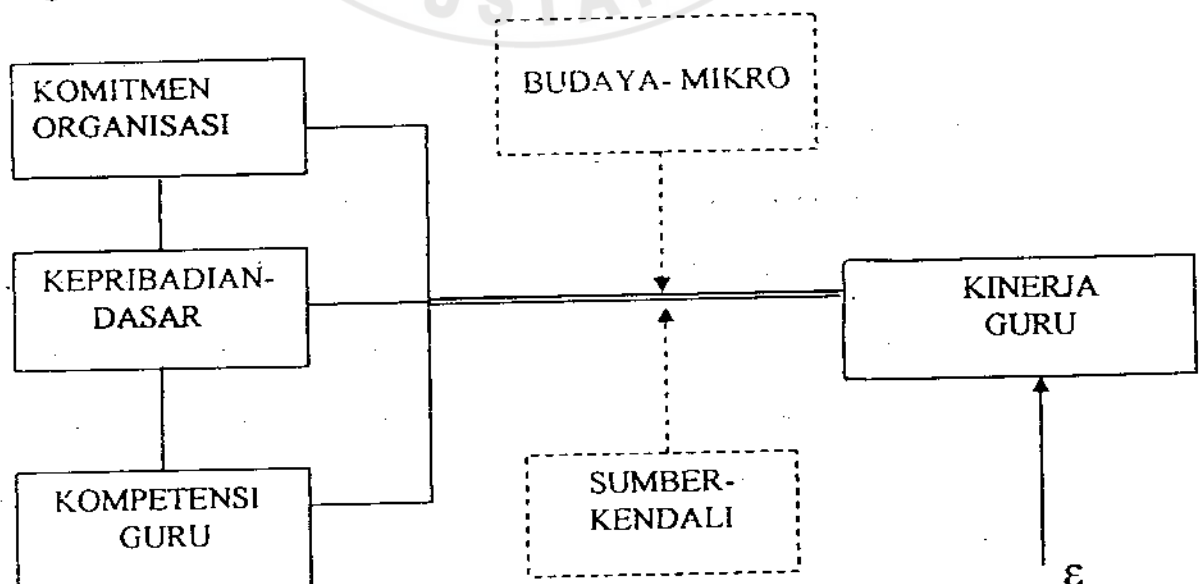 KOMITMEN
ORGANISASI
BUDAYA- MIKRO
KEPRIBADIAN-
DASAR
KINERJA
GURU
KOMPETENSI
GURU
SUMBER-
KENDALI
ε